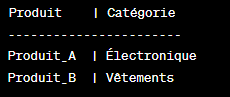 Produit    | Catégorie
----------------------
Produit_A  | Électronique
Produit_B  | Vêtements